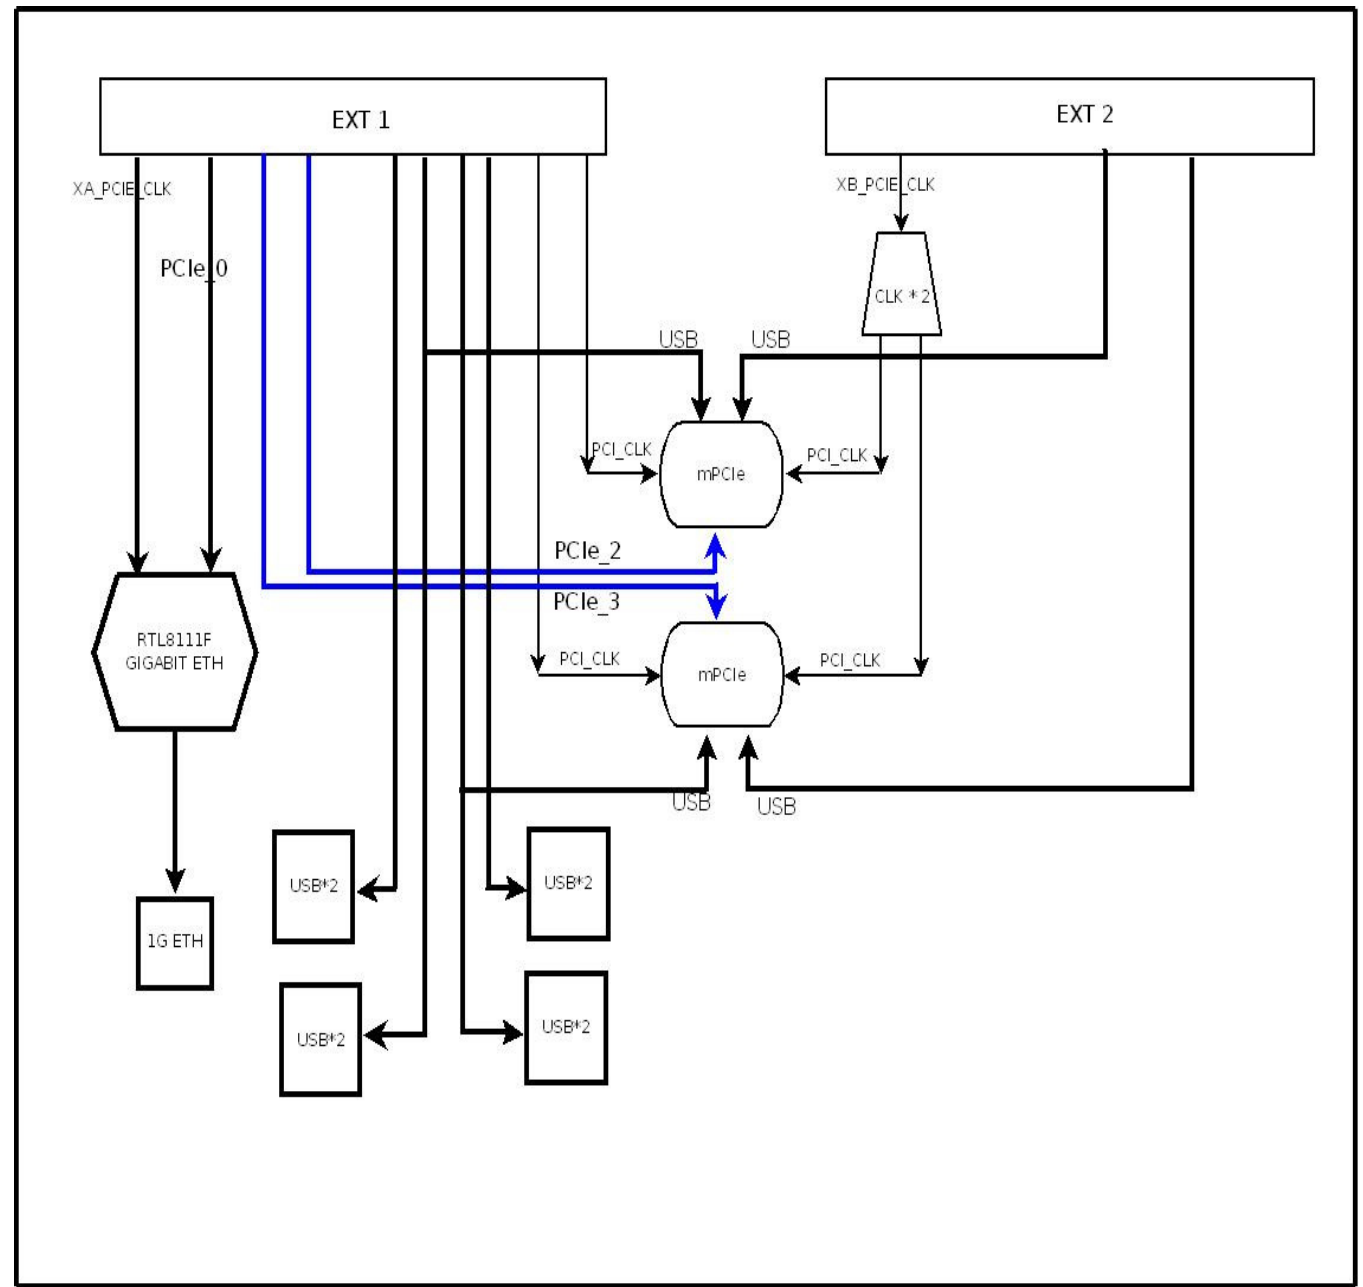 EXT 1
EXT 2
XA_PCIE_CLK
XB_PCIE_CLK
PCIe_0
CLK * 2
USB
USB
PCI_CLK
mPCIe
PCI_CLK
PCIe_2
PCIe_3
RTL8111F
GIGABIT ETH
PCI_CLK
mPCIe
PCI_CLK
USB
USB
USB*2
USB*2
1G ETH
USB*2
USB*2